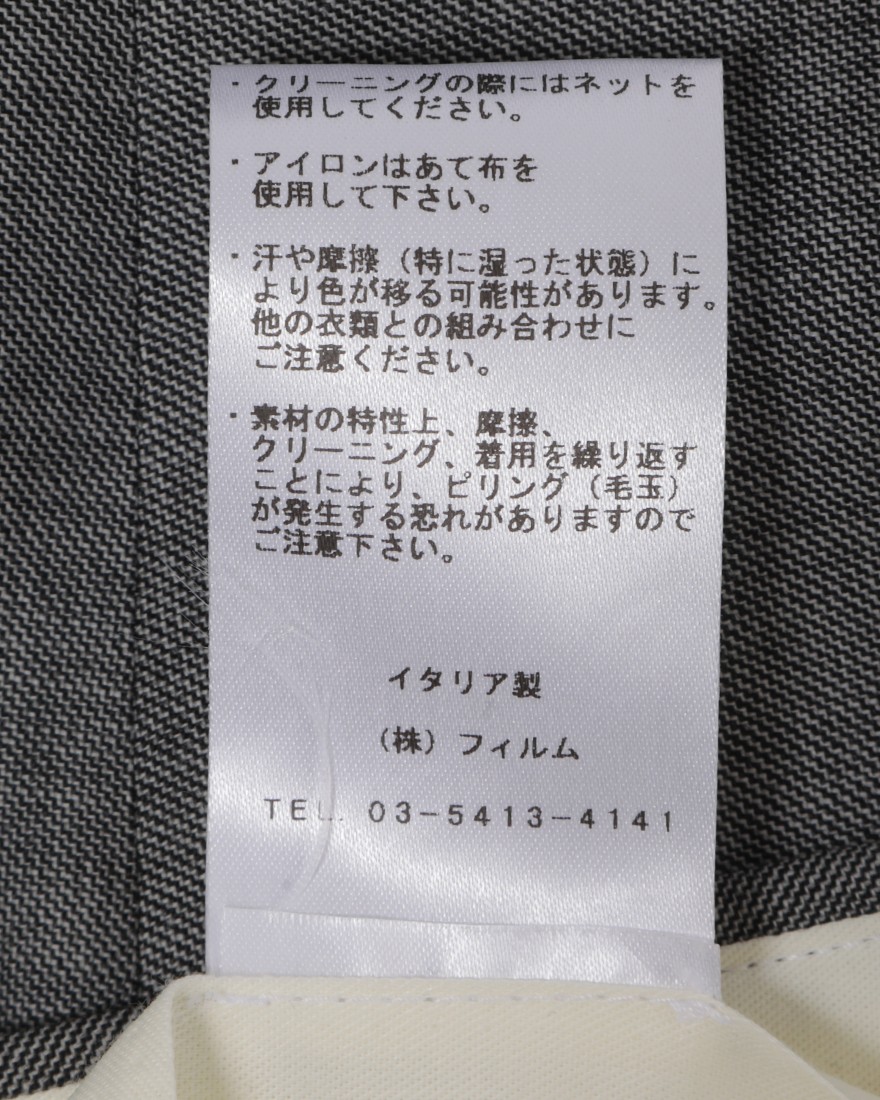 ・クリーニングの際にはネットを
使用してください。
・アイロンはあて布を
使用して下さい。
・汗や摩擦（特に湿った状態）に
より色が移る可能性があります。
他の衣類との組み合わせに
ご注意ください。
・素材の特性上、摩擦、
クリーニング、着用を繰り返す
ことにより、ピリング（毛玉）
が発生する恐れがありますので
ご注意下さい。
イタリア製
（株）フィルム
TEL. 03-5413-4141